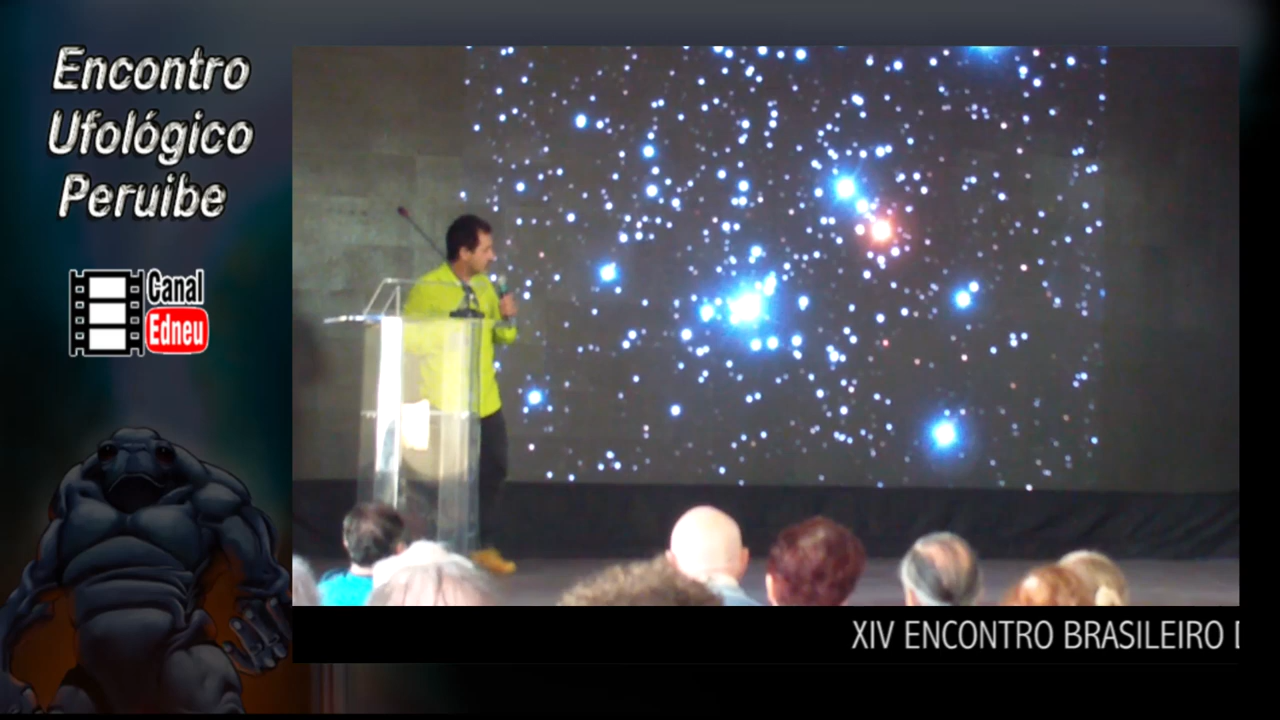 Encontro
Ufológico
Peruibe
Canal
Edneu
XIV ENCONTRO BRASILEIRO